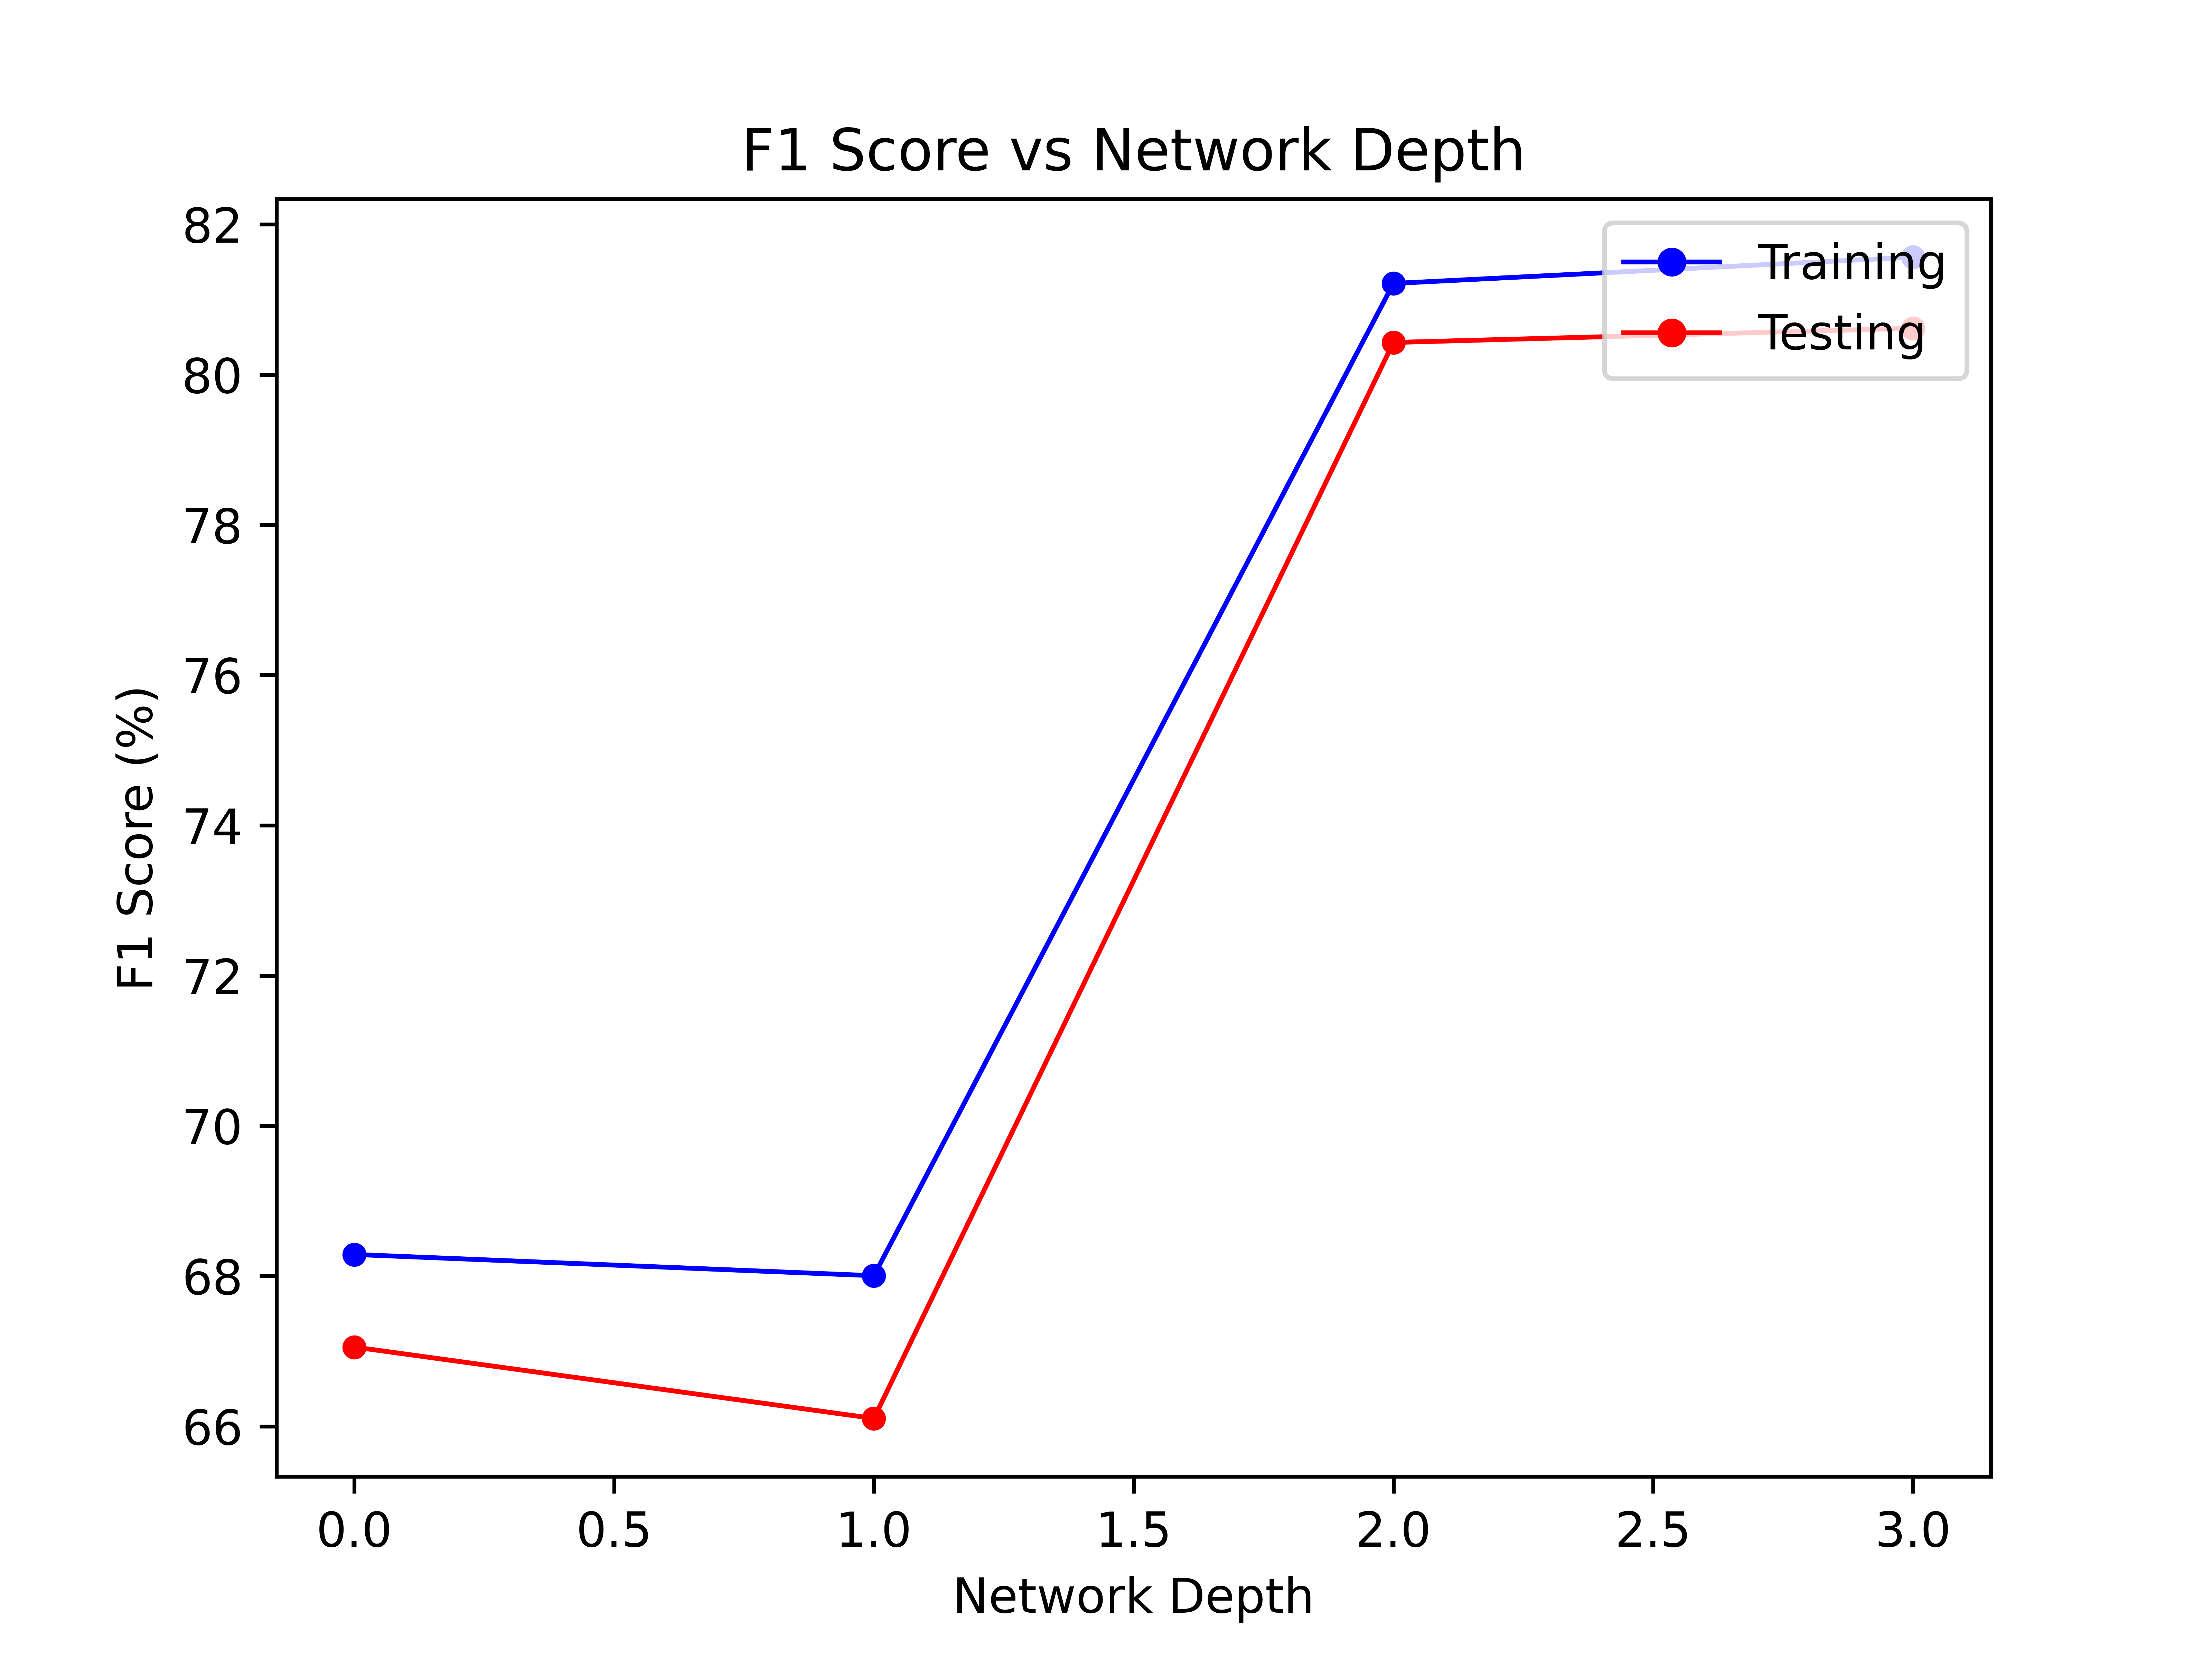 F1 Score vs Network Depth
Training
Testing
F1 Score (%)
82
80
78
76
74
72
70
68
66
0.0 0.5 1.0 1.5 2.0 2.5 3.0
Network Depth